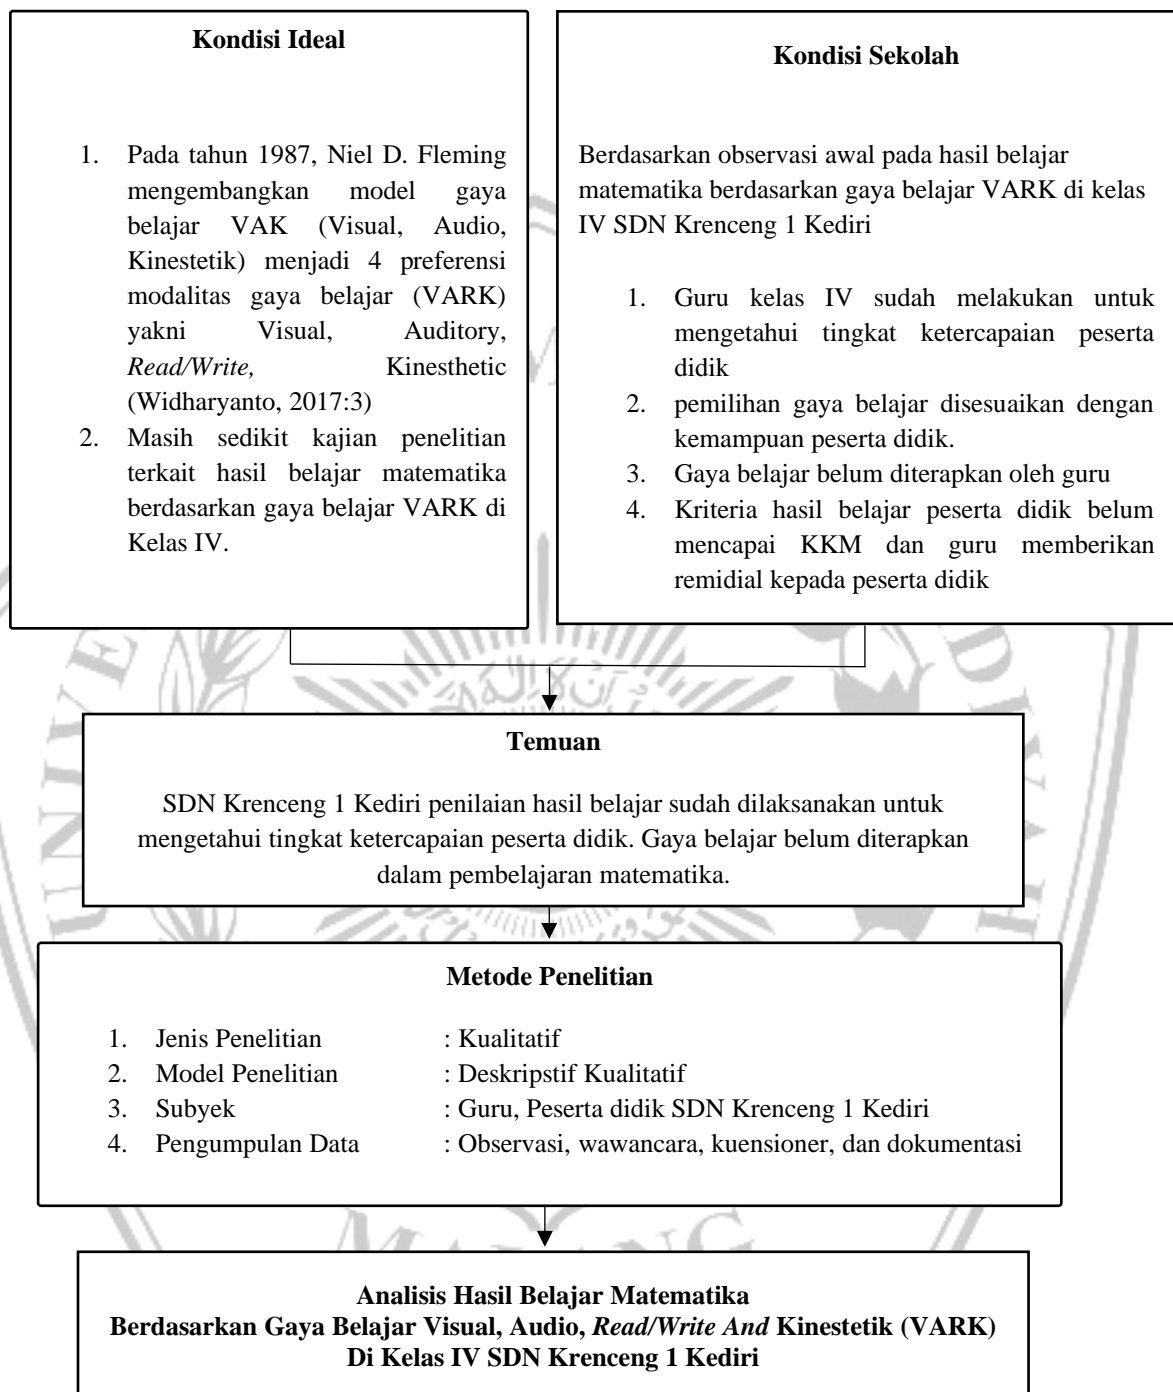 Kondisi Ideal
1. Pada tahun 1987, Niel D. Fleming
mengembangkan model gaya
belajar VAK (Visual, Audio,
Kinestetik) menjadi 4 preferensi
modalitas gaya belajar (VARK)
yakni Visual, Auditory,
Read/Write, Kinesthetic
(Widharyanto, 2017:3)
2. Masih sedikit kajian penelitian
terkait hasil belajar matematika
berdasarkan gaya belajar VARK di
Kelas IV.
Kondisi Sekolah
Berdasarkan observasi awal pada hasil belajar
matematika berdasarkan gaya belajar VARK di kelas
IV SDN Krenceng 1 Kediri
1. Guru kelas IV sudah melakukan untuk
mengetahui tingkat ketercapaian peserta
didik
2. pemilihan gaya belajar disesuaikan dengan
kemampuan peserta didik.
3. Gaya belajar belum diterapkan oleh guru
4. Kriteria hasil belajar peserta didik belum
mencapai KKM dan guru memberikan
remidial kepada peserta didik
Temuan
SDN Krenceng 1 Kediri penilaian hasil belajar sudah dilaksanakan untuk
mengetahui tingkat ketercapaian peserta didik. Gaya belajar belum diterapkan
dalam pembelajaran matematika.
Metode Penelitian
1. Jenis Penelitian : Kualitatif
2. Model Penelitian : Deskripstif Kualitatif
3. Subyek : Guru, Peserta didik SDN Krenceng 1 Kediri
4. Pengumpulan Data : Observasi, wawancara, kuensioner, dan dokumentasi
Analisis Hasil Belajar Matematika
Berdasarkan Gaya Belajar Visual, Audio, Read/Write And Kinestetik (VARK)
Di Kelas IV SDN Krenceng 1 Kediri